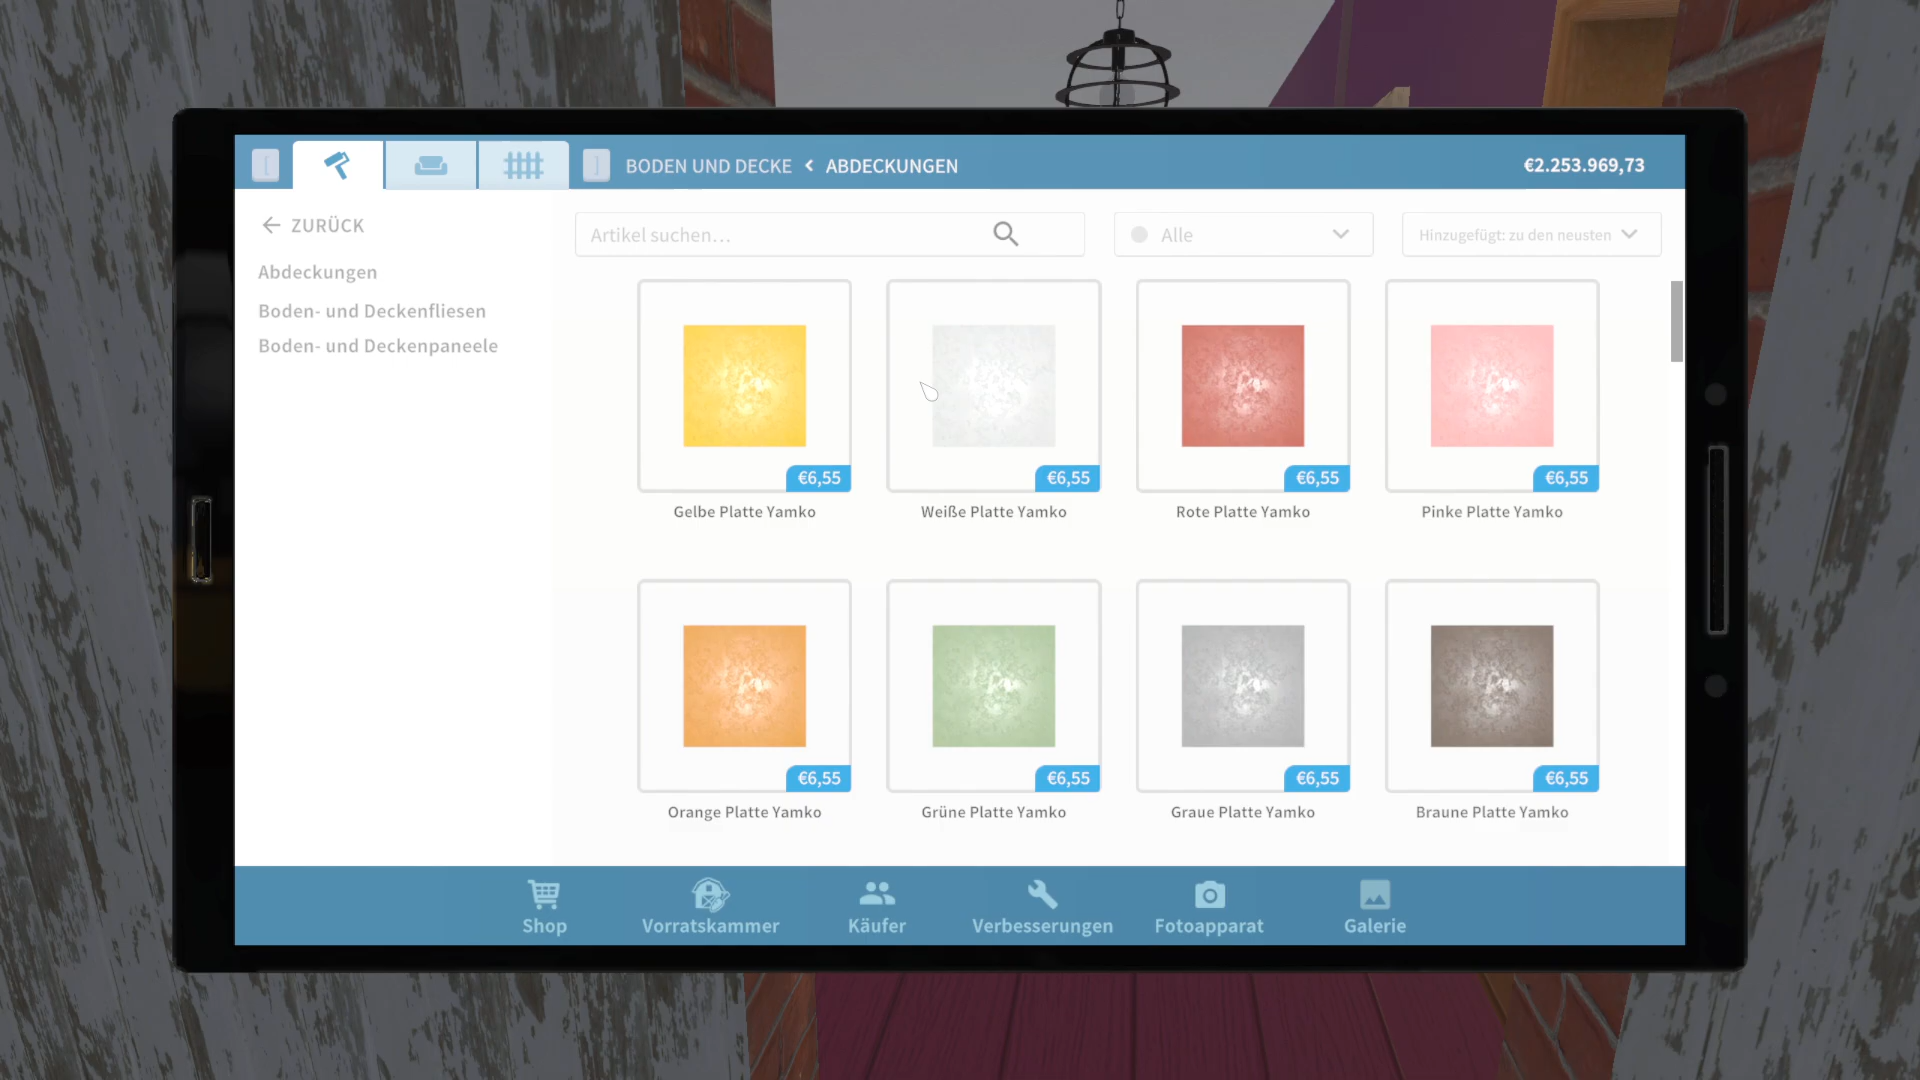 [
]
BODEN UND DECKE < ABDECKUNGEN
€2.253.969,73
← ZURÜCK
Abdeckungen
Boden- und Deckenfliesen
Boden- und Deckenpaneele
Artikel suchen...
Alle
Hinzugefügt: zu den neusten
€6,55
€6,55
€6,55
€6,55
Gelbe Platte Yamko
Weiße Platte Yamko
Rote Platte Yamko
Pinke Platte Yamko
€6,55
€6,55
€6,55
€6,55
Orange Platte Yamko
Grüne Platte Yamko
Graue Platte Yamko
Braune Platte Yamko
Shop
Vorratskammer
Käufer
Verbesserungen
Fotoapparat
Galerie